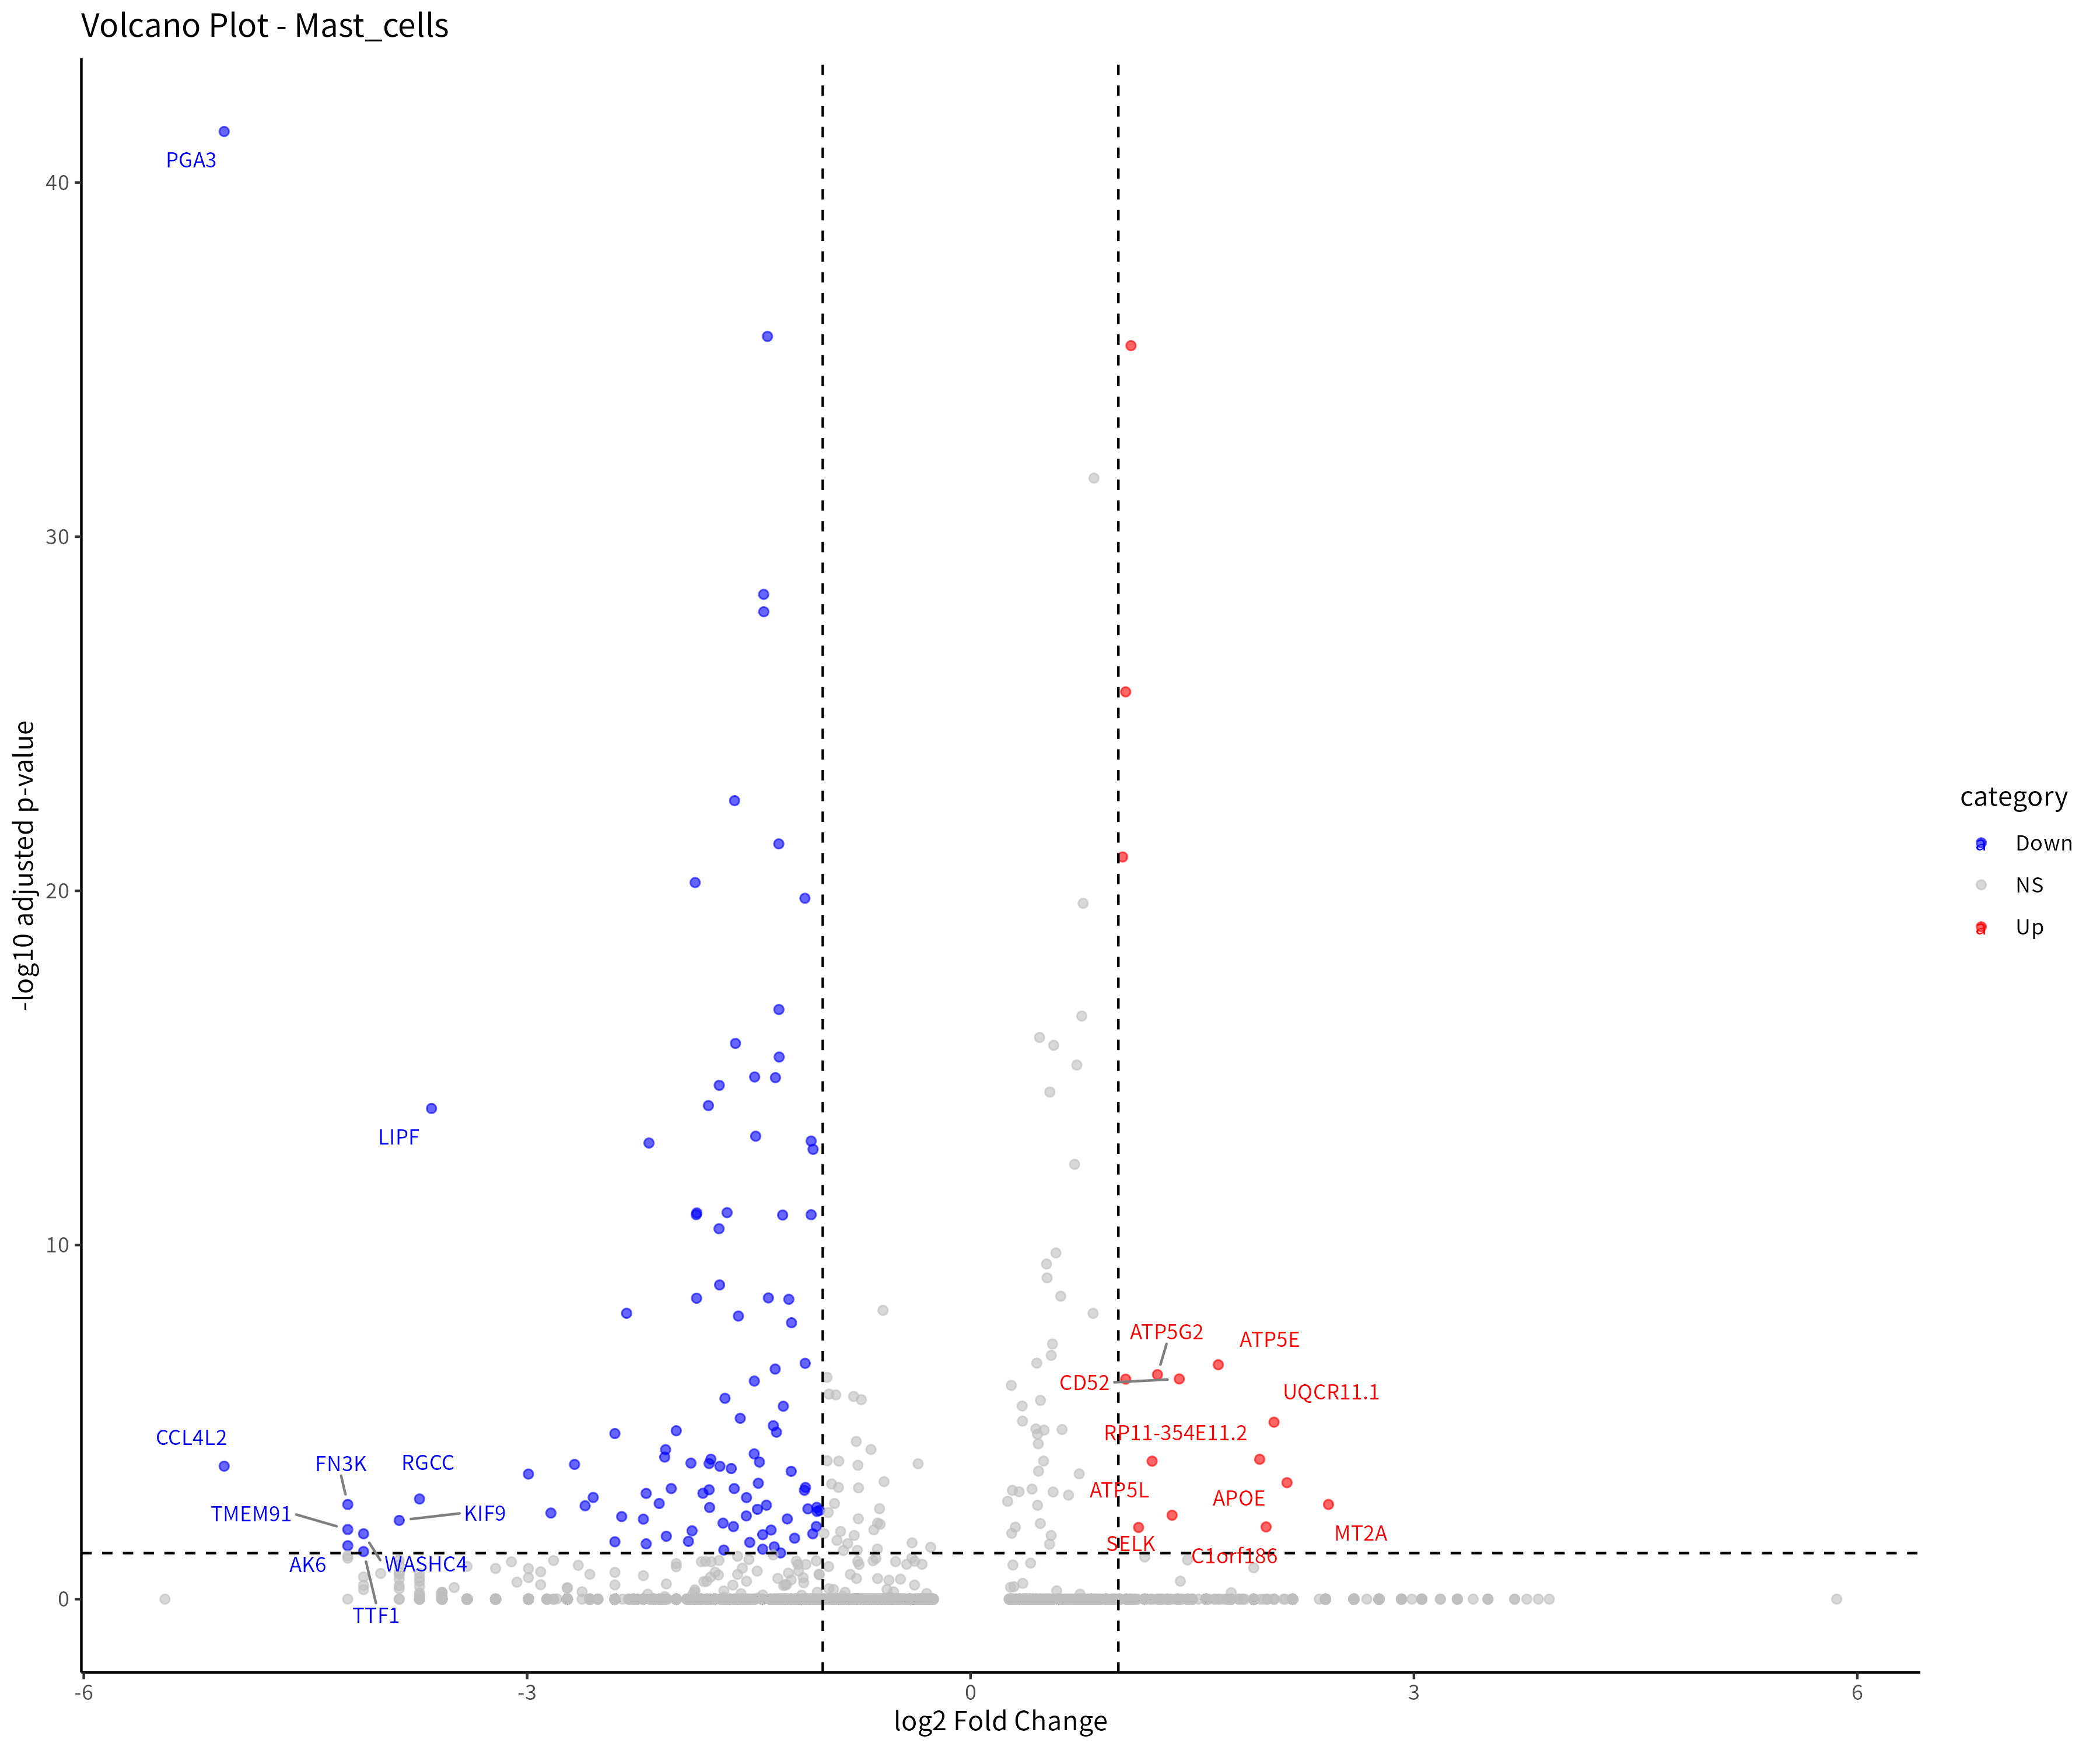 Volcano Plot - Mast_cells
-log10 adjusted p-value
40
30
20
10
0
PGA3
LIPF
CCL4L2
FN3K
RGCC
TMEM91
KIF9
AK6
WASHC4
TTF1
ATP5G2
ATP5E
CD52
UQCR11.1
RP11-354E11.2
ATP5L
APOE
MT2A
SELK
C1orf186
-6
-3
0
3
6
log2 Fold Change
category
a Down
NS
a Up